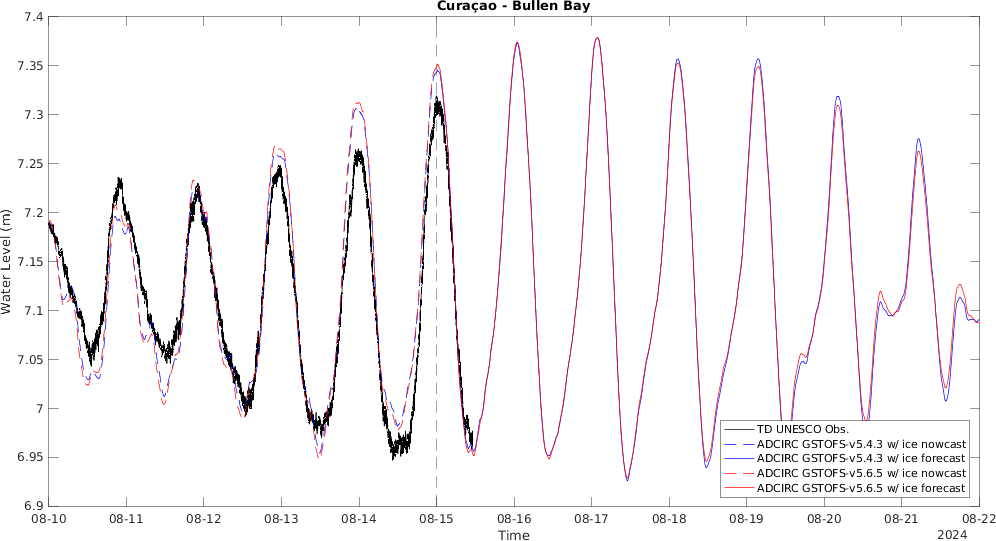 Curaçao - Bullen Bay
7.4
7.35
7.3
7.25
7.2
7.15
7.1
7.05
7
6.95
6.9
Water Level (m)
TD UNESCO Obs.
ADCIRC GSTOFS-v5.4.3 w/ ice nowcast
ADCIRC GSTOFS-v5.4.3 w/ ice forecast
ADCIRC GSTOFS-v5.6.5 w/ ice nowcast
ADCIRC GSTOFS-v5.6.5 w/ ice forecast
08-10 08-11 08-12 08-13 08-14 08-15 08-16 08-17 08-18 08-19 08-20 08-21 08-22
Time
2024